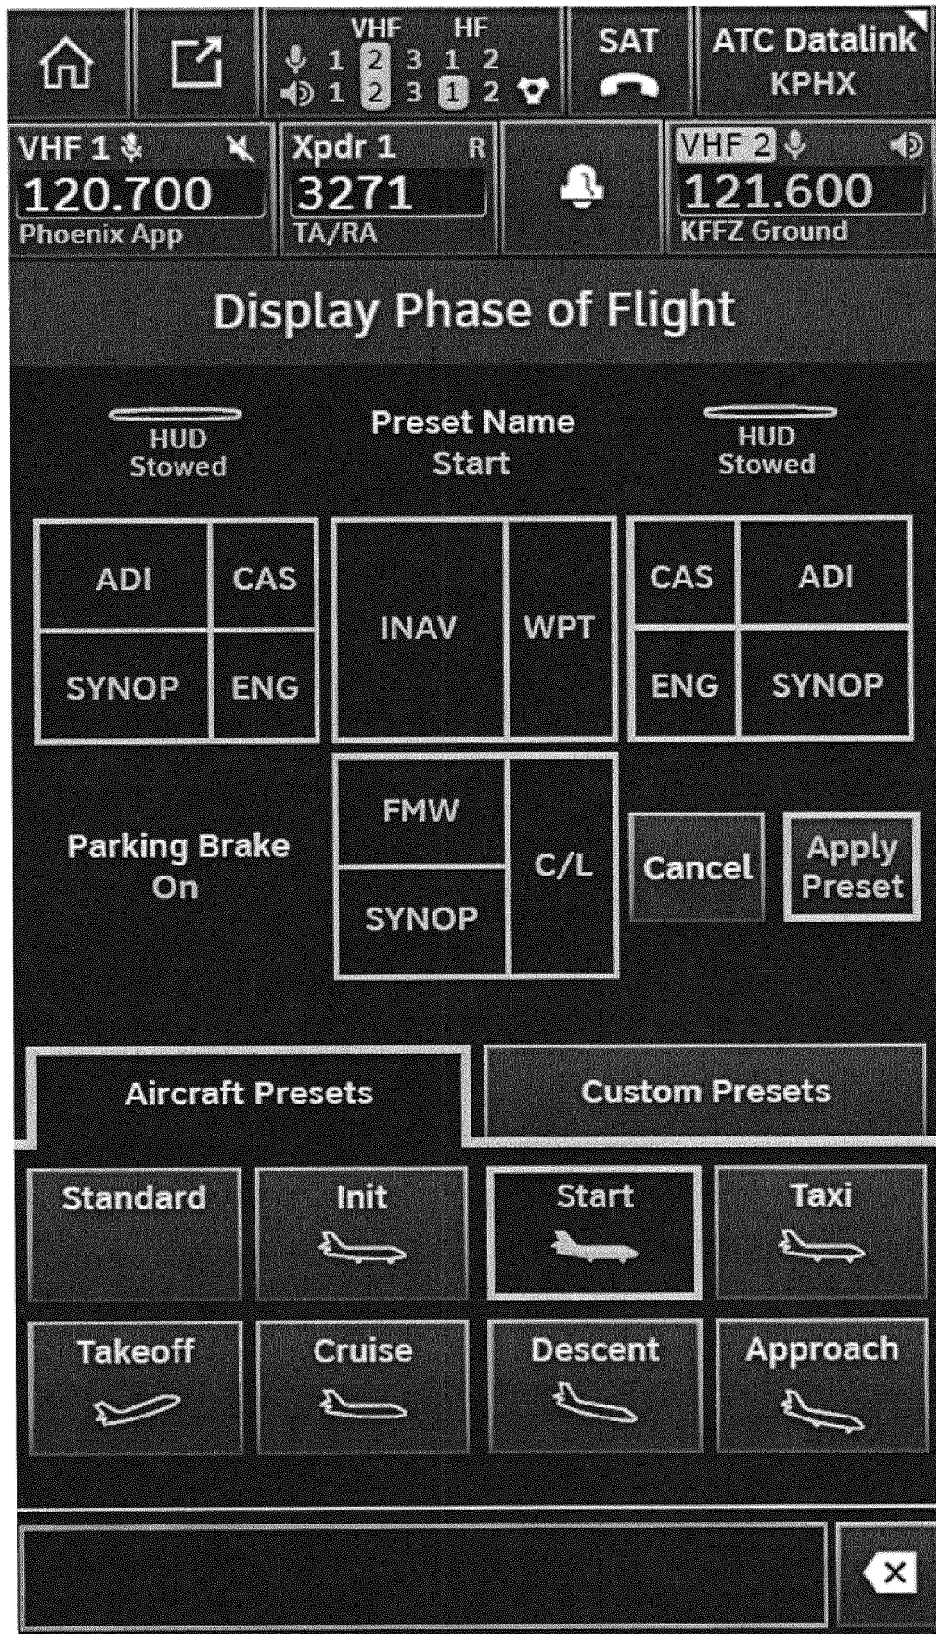 VHF HF
1 2 3 1 2
1 2 3 1 2
SAT
ATC Datalink
KPHX
VHF 1
120.700
Phoenix App
Xpdr 1 R
3271
TA/RA
VHF 2
121.600
KFFZ Ground
Display Phase of Flight
HUD
Stowed
Preset Name
Start
HUD
Stowed
ADI CAS
SYNOP ENG
INAV WPT
CAS ADI
ENG SYNOP
Parking Brake
On
FMW
SYNOP
C/L
Cancel
Apply
Preset
Aircraft Presets
Custom Presets
Standard Init Start Taxi
Takeoff Cruise Descent Approach